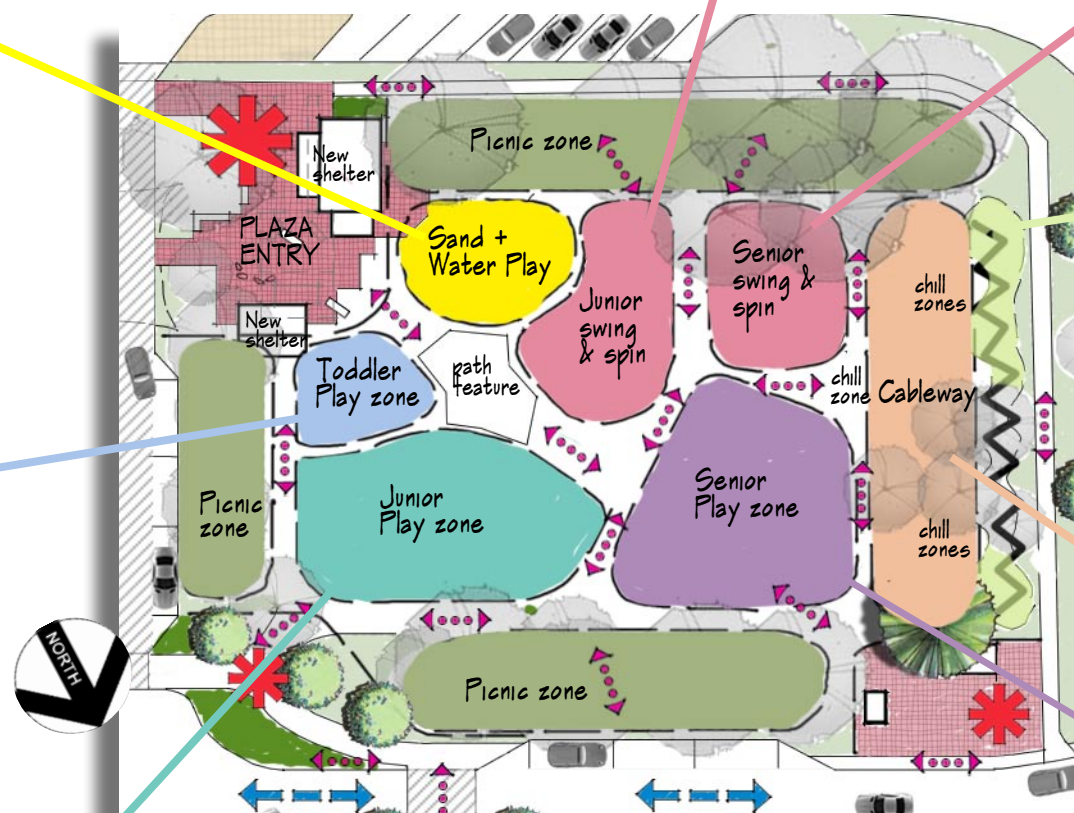 Picnic zone
New
shelter
PLAZA
ENTRY
Sand +
Water Play
Senior
swing &
spin
Junior
swing
& spin
chill
zones
New
shelter
Toddler
Play zone
path
feature
chill
zone
Cableway
Picnic
zone
Junior
Play zone
Senior
Play zone
chill
zones
NORTH
Picnic zone